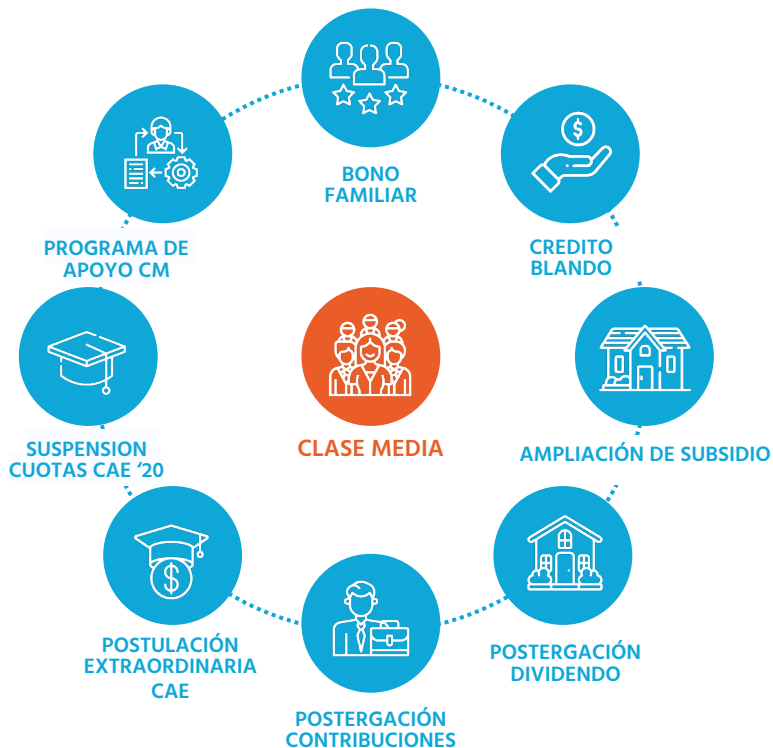 BONO
FAMILIAR
CREDITO
BLANDO
AMPLIACIÓN DE SUBSIDIO
POSTERGACIÓN
DIVIDENDO
POSTERGACIÓN
CONTRIBUCIONES
POSTULACIÓN
EXTRAORDINARIA
CAE
SUSPENSION
CUOTAS CAE ‘20
PROGRAMA DE
APOYO CM
CLASE MEDIA